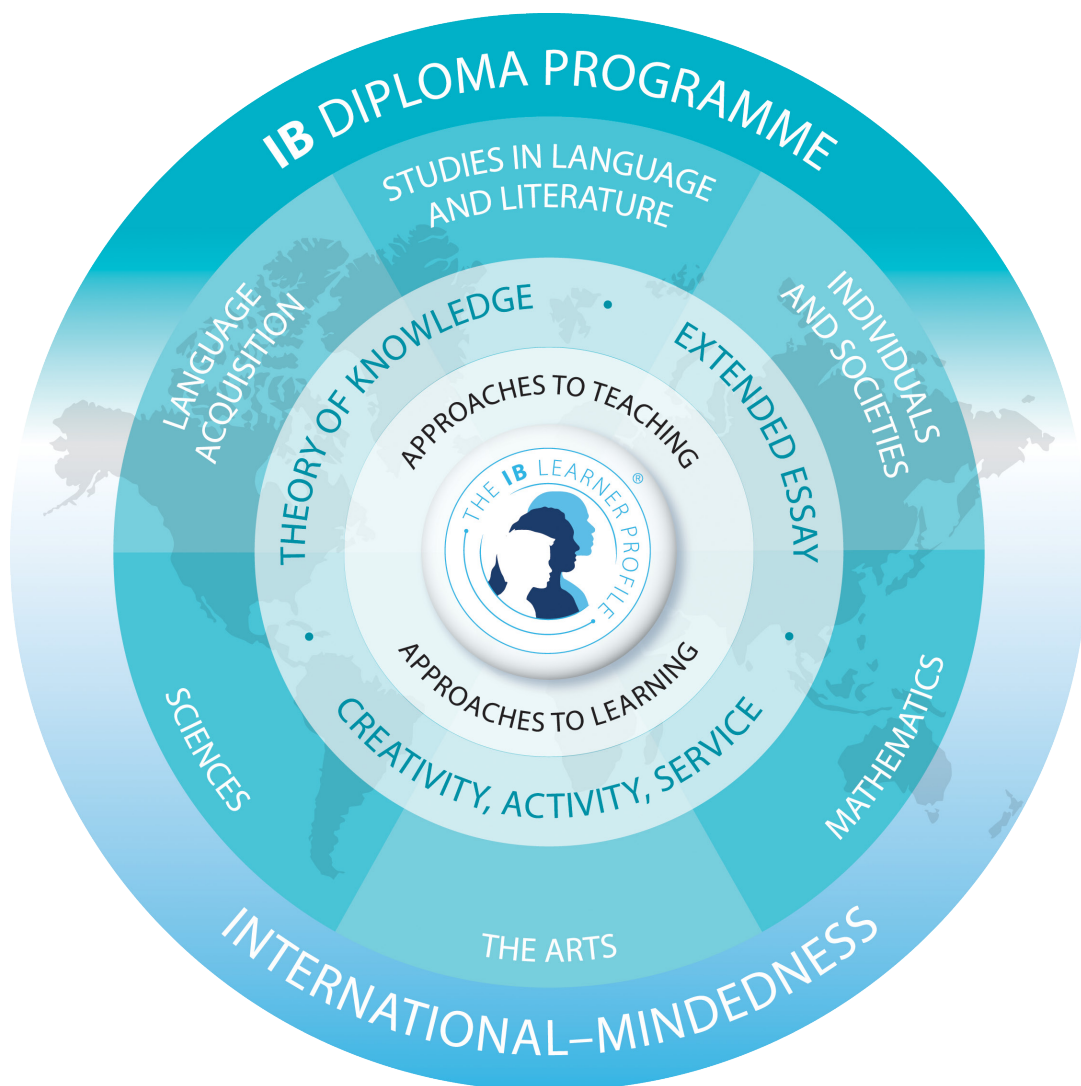 IB DIPLOMA PROGRAMME
STUDIES IN LANGUAGE
AND LITERATURE
LANGUAGE
ACQUISITION
INDIVIDUALS
AND SOCIETIES
THEORY OF KNOWLEDGE
•
EXTENDED ESSAY
•
APPROACHES TO TEACHING
THE IB LEARNER PROFILE
®
APPROACHES TO LEARNING
•
CREATIVITY, ACTIVITY, SERVICE
SCIENCES
MATHEMATICS
THE ARTS
INTERNATIONAL–MINDEDNESS